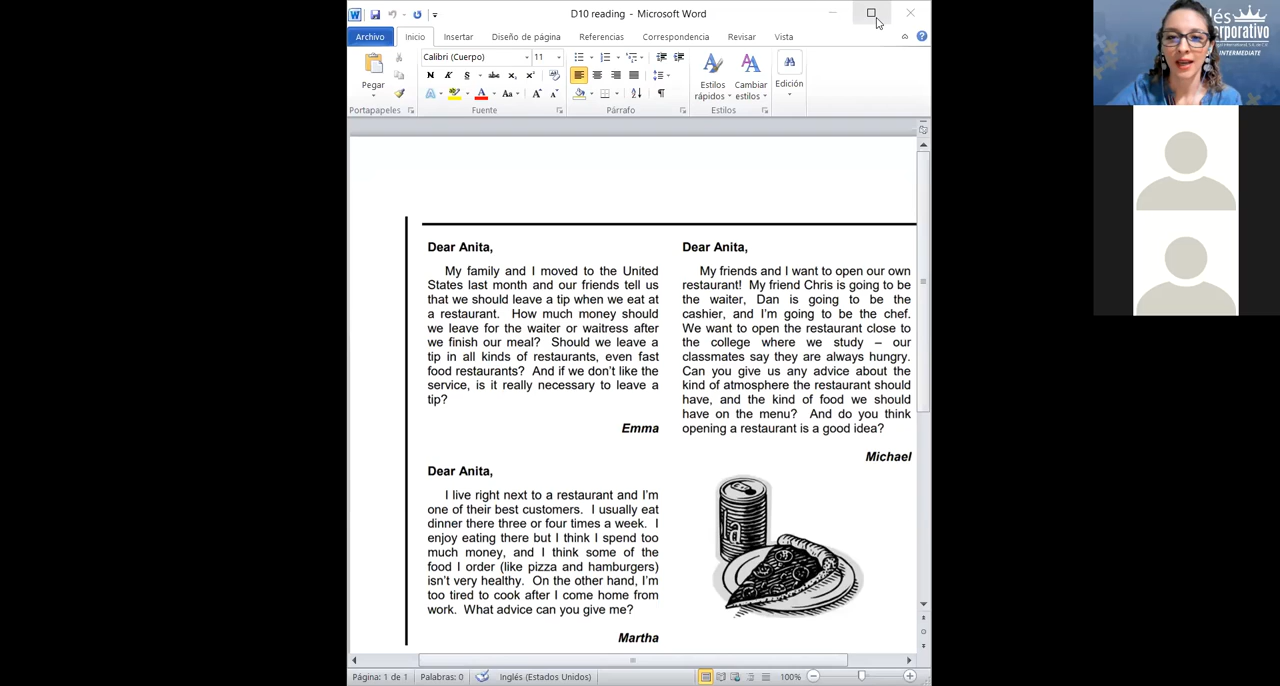 D10 reading - Microsoft Word
Archivo Inicio Insertar Diseño de página Referencias Correspondencia Revisar Vista
Calibri (Cuerpo) 11
Pegar
Estilos rápidos
Cambiar estilos
Edición
Portapapeles Fuente Párrafo Estilos
Dear Anita,
My family and I moved to the United
States last month and our friends tell us
that we should leave a tip when we eat at
a restaurant. How much money should
we leave for the waiter or waitress after
we finish our meal? Should we leave a
tip in all kinds of restaurants, even fast
food restaurants? And if we don't like the
service, is it really necessary to leave a
tip?
Emma
Dear Anita,
I live right next to a restaurant and I'm
one of their best customers. I usually eat
dinner there three or four times a week. I
enjoy eating there but I think I spend too
much money, and I think some of the
food I order (like pizza and hamburgers)
isn't very healthy. On the other hand, I'm
too tired to cook after I come home from
work. What advice can you give me?
Martha
Dear Anita,
My friends and I want to open our own
restaurant! My friend Chris is going to be
the waiter, Dan is going to be the
cashier, and I'm going to be the chef.
We want to open the restaurant close to
the college where we study – our
classmates say they are always hungry.
Can you give us any advice about the
kind of atmosphere the restaurant should
have, and the kind of food we should
have on the menu? And do you think
opening a restaurant is a good idea?
Michael
Página: 1 de 1 Palabras: 0 Inglés (Estados Unidos) 100%
lés
rporativo
INTERMEDIATE